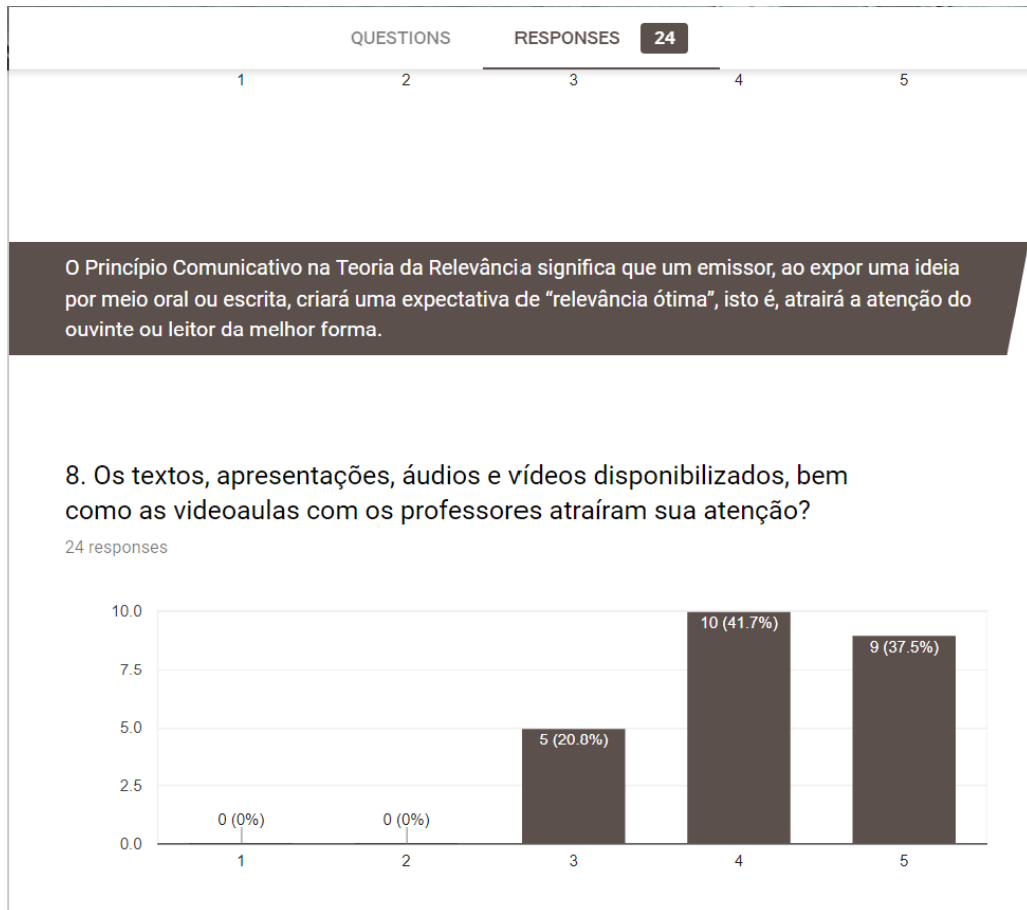 QUESTIONS RESPONSES 24
1 2 3 4 5
O Princípio Comunicativo na Teoria da Relevância significa que um emissor, ao expor uma ideia
por meio oral ou escrita, criará uma expectativa de “relevância ótima”, isto é, atrairá a atenção do
ouvinte ou leitor da melhor forma.
8. Os textos, apresentações, áudios e vídeos disponibilizados, bem
como as videoaulas com os professores atraíram sua atenção?
24 responses
10.0
10 (41.7%)
9 (37.5%)
7.5
5.0
5 (20.8%)
2.5
0 (0%) 0 (0%)
0.0
1 2 3 4 5